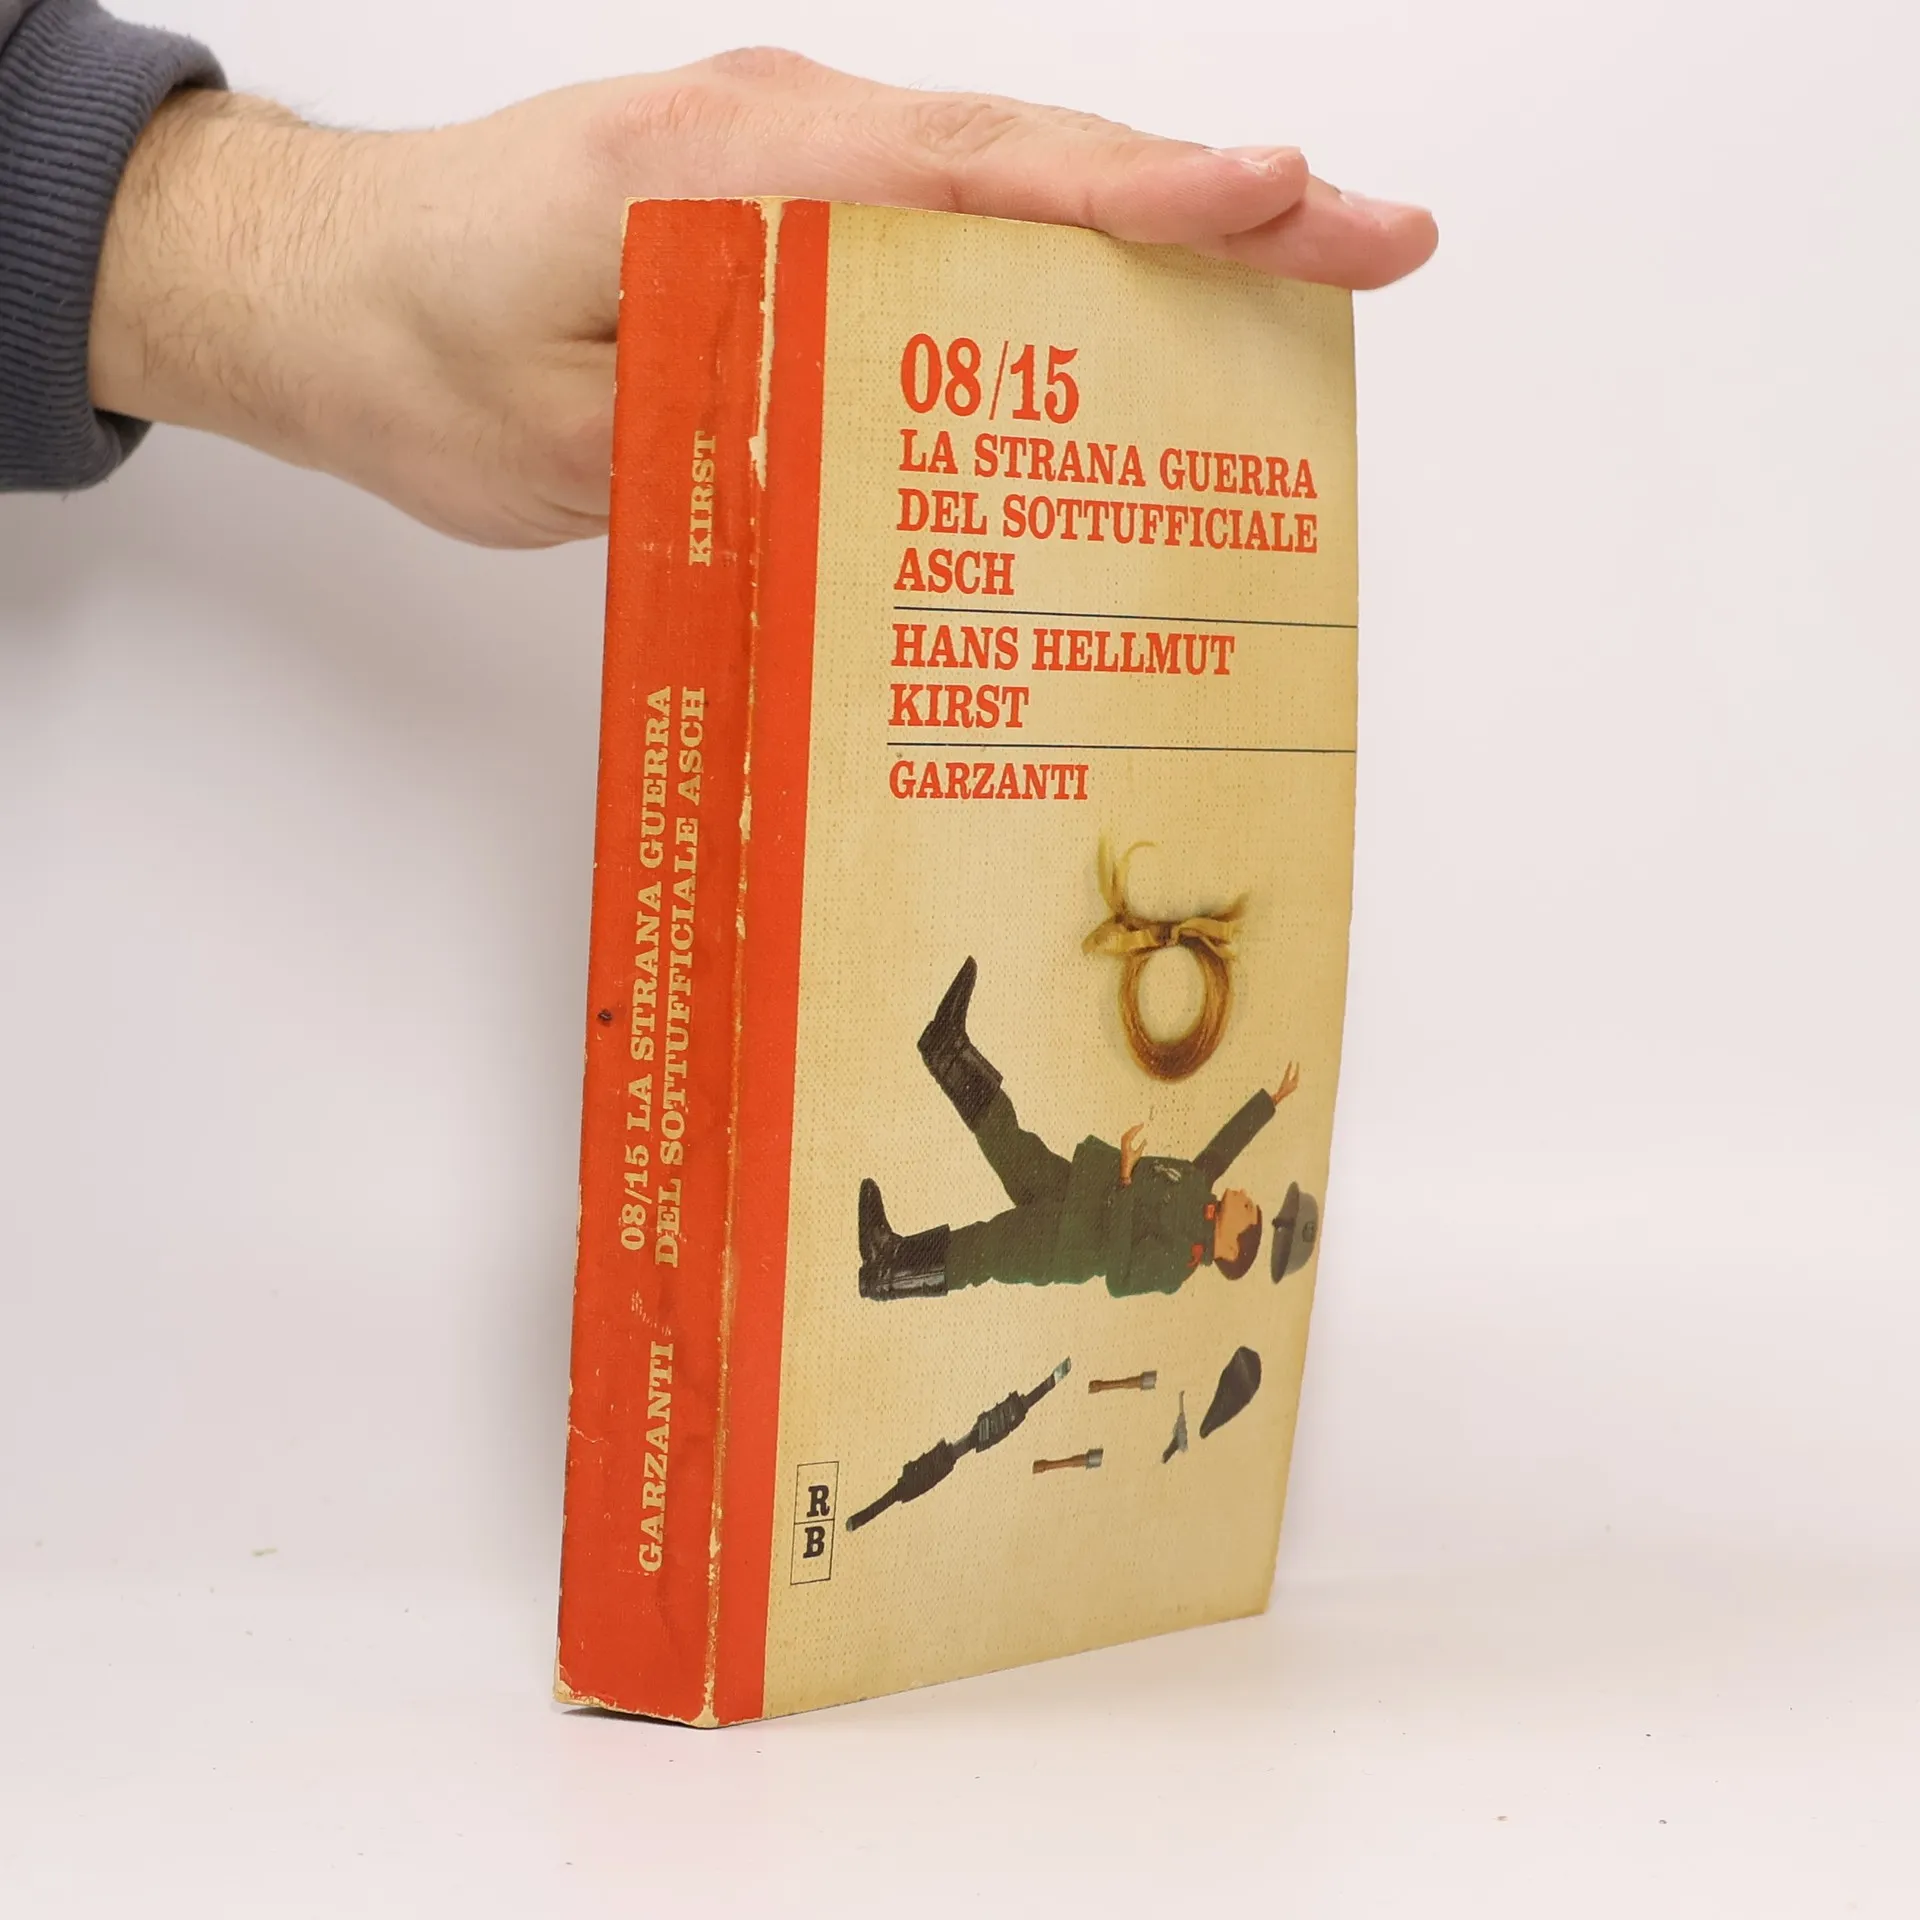 KIRST
08/15 LA STRANA GUERRA
DEL SOTTUFFICIALE ASCH
GARZANTI
08/15
LA STRANA GUERRA
DEL SOTTUFFICIALE
ASCH
HANS HELLMUT
KIRST
GARZANTI
R
B